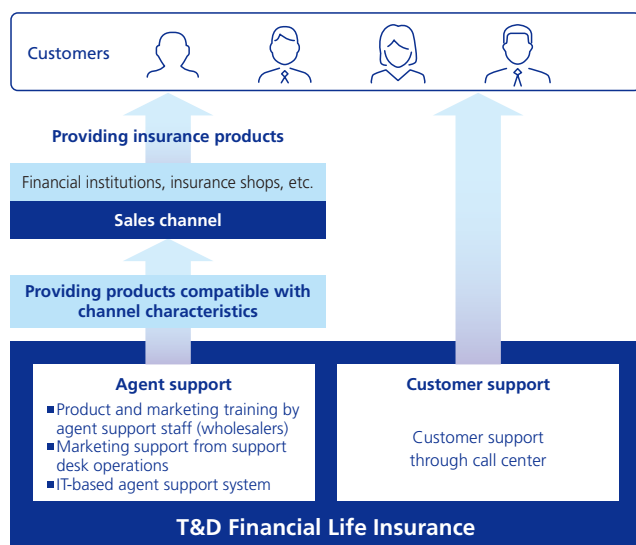 Customers
Providing insurance products
Financial institutions, insurance shops, etc.
Sales channel
Providing products compatible with
channel characteristics
Agent support
■Product and marketing training by
agent support staff (wholesalers)
■Marketing support from support
desk operations
■IT-based agent support system
Customer support
Customer support
through call center
T&D Financial Life Insurance